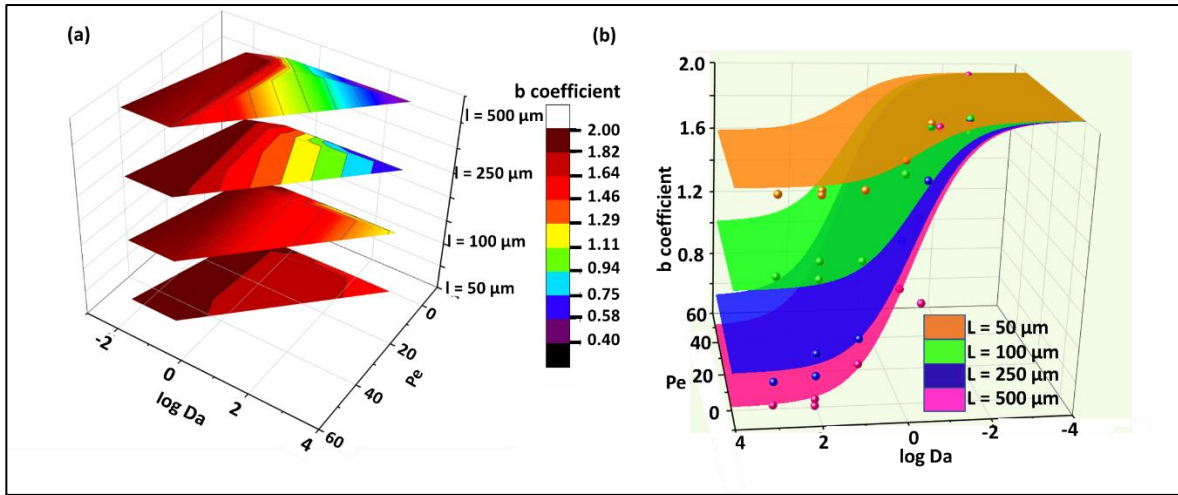 (a)
l = 500 µm
l = 250 µm
l = 100 µm
l = 50 µm
-2
0
2
4
log Da
0
20
40
60
Pe
b coefficient
2.00
1.82
1.64
1.46
1.29
1.11
0.94
0.75
0.58
0.40
(b)
2.0
1.6
1.2
0.8
b coefficient
60
40
20
0
Pe
4
2
0
-2
-4
log Da
L = 50 µm
L = 100 µm
L = 250 µm
L = 500 µm